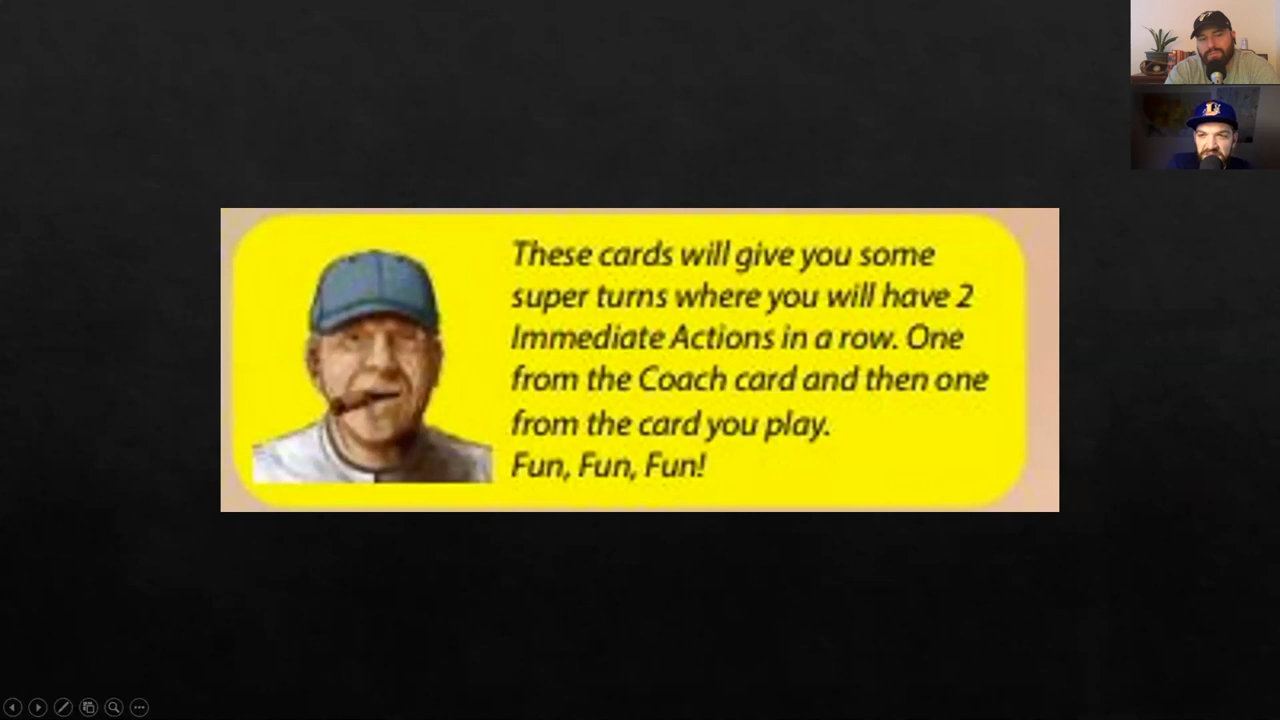 These cards will give you some
super turns where you will have 2
Immediate Actions in a row. One
from the Coach card and then one
from the card you play.
Fun, Fun, Fun!